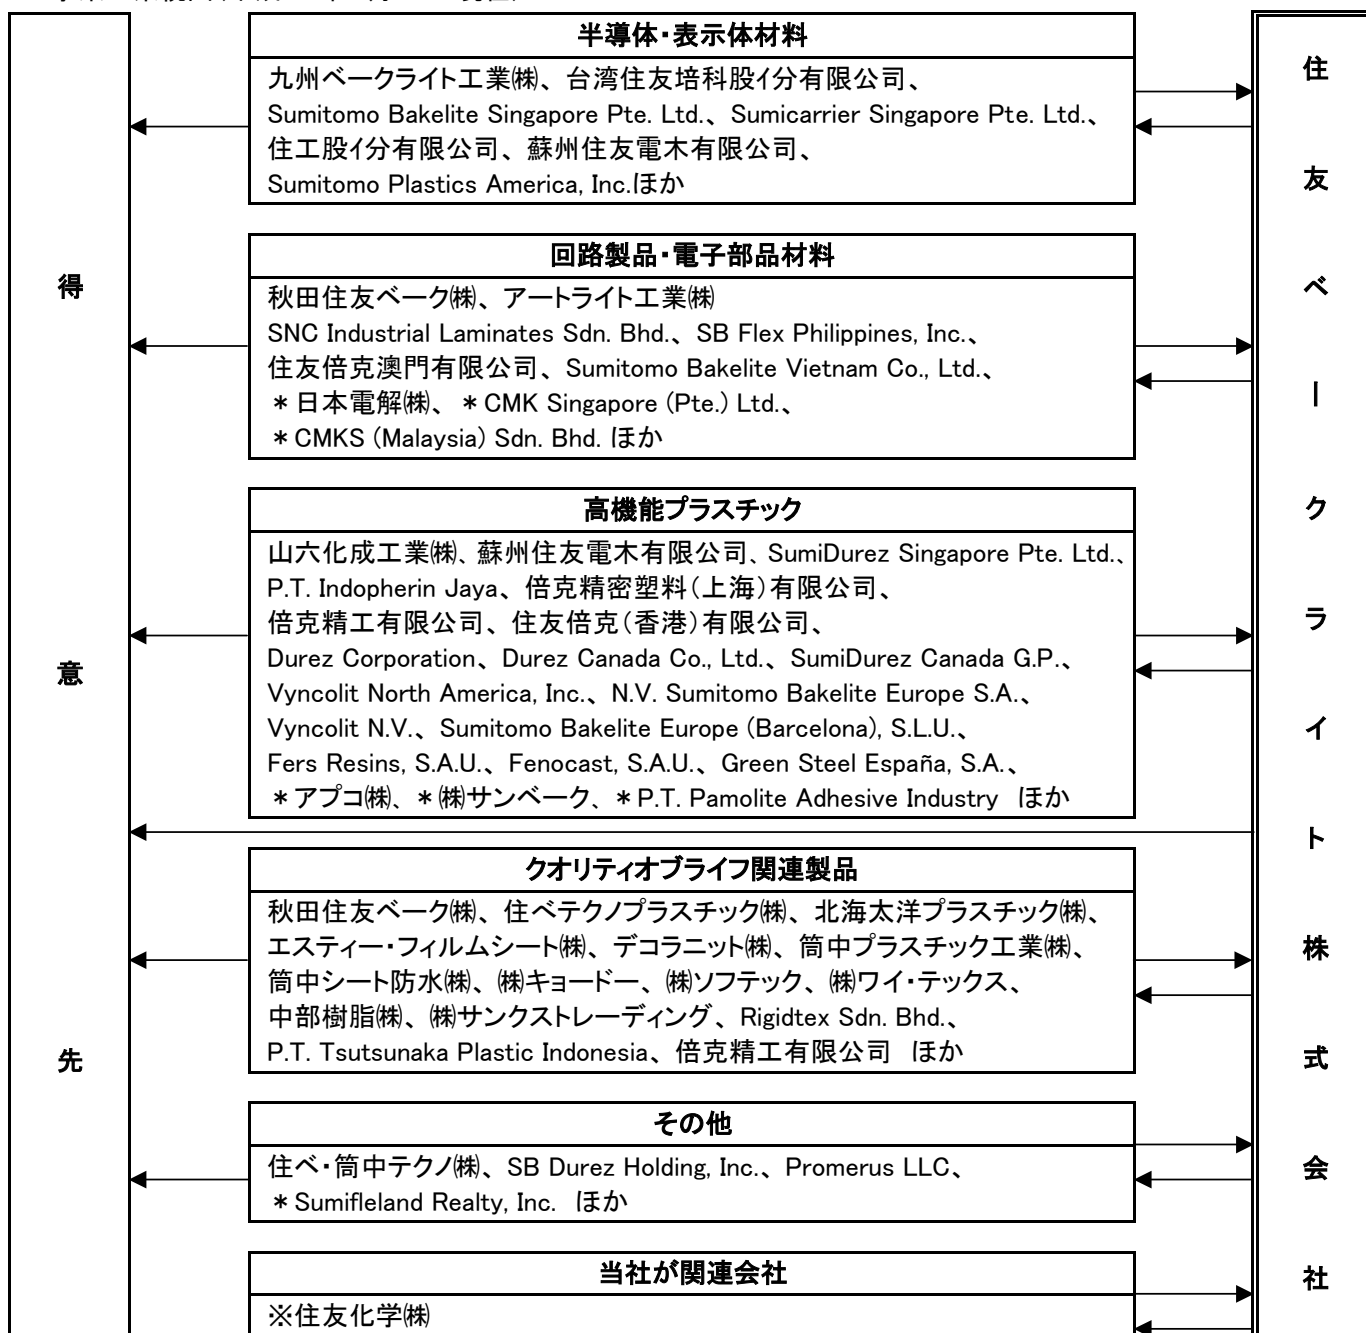 得意先
半導体・表示体材料
九州ベークライト工業㈱、台湾住友培科股イ分有限公司、
Sumitomo Bakelite Singapore Pte. Ltd.、Sumicarrier Singapore Pte. Ltd.、
住工股イ分有限公司、蘇州住友電木有限公司、
Sumitomo Plastics America, Inc.ほか
回路製品・電子部品材料
秋田住友ベーク㈱、アートライト工業㈱
SNC Industrial Laminates Sdn. Bhd.、SB Flex Philippines, Inc.、
住友倍克澳門有限公司、Sumitomo Bakelite Vietnam Co., Ltd.、
＊日本電解㈱、＊CMK Singapore (Pte.) Ltd.、
＊CMKS (Malaysia) Sdn. Bhd. ほか
高機能プラスチック
山六化成工業㈱、蘇州住友電木有限公司、SumiDurez Singapore Pte. Ltd.、
P.T. Indopherin Jaya、倍克精密塑料（上海）有限公司、
倍克精工有限公司、住友倍克（香港）有限公司、
Durez Corporation、Durez Canada Co., Ltd.、SumiDurez Canada G.P.、
Vyncolit North America, Inc.、N.V. Sumitomo Bakelite Europe S.A.、
Vyncolit N.V.、Sumitomo Bakelite Europe (Barcelona), S.L.U.、
Fers Resins, S.A.U.、Fenocast, S.A.U.、Green Steel España, S.A.、
＊アプコ㈱、＊㈱サンベーク、＊P.T. Pamolite Adhesive Industry ほか
クオリティオブライフ関連製品
秋田住友ベーク㈱、住ベテクノプラスチック㈱、北海太洋プラスチック㈱、
エスティー・フィルムシート㈱、デコラニット㈱、筒中プラスチック工業㈱、
筒中シート防水㈱、㈱キョードー、㈱ソフテック、㈱ワイ・テックス、
中部樹脂㈱、㈱サンクストレーディング、Rigidtex Sdn. Bhd.、
P.T. Tsutsunaka Plastic Indonesia、倍克精工有限公司 ほか
その他
住べ・筒中テクノ㈱、SB Durez Holding, Inc.、Promerus LLC、
＊Sumifleland Realty, Inc. ほか
当社が関連会社
※住友化学㈱
住友ベークライト株式会社